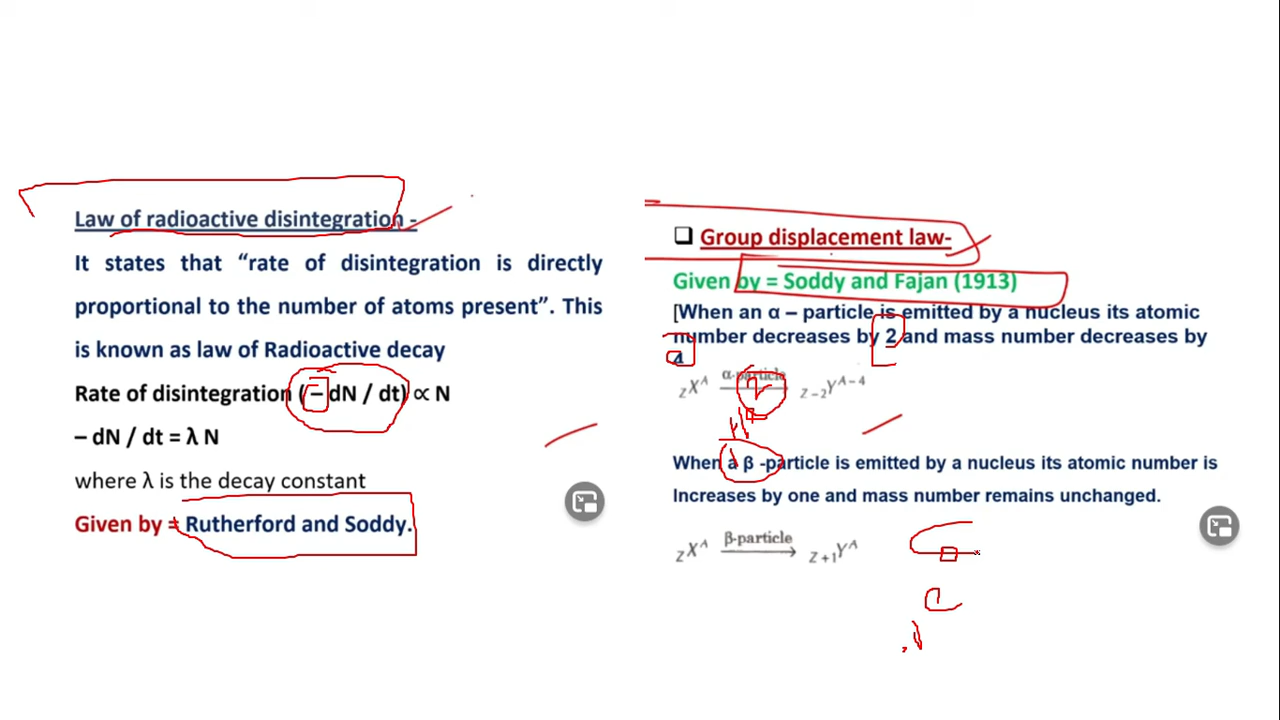 Law of radioactive disintegration -
It states that “rate of disintegration is directly
proportional to the number of atoms present”. This
is known as law of Radioactive decay
Rate of disintegration (– dN / dt) ∝ N
– dN / dt = λ N
where λ is the decay constant
Given by = Rutherford and Soddy.
❑ Group displacement law-
Given by = Soddy and Fajan (1913)
[When an α – particle is emitted by a nucleus its atomic
number decreases by 2 and mass number decreases by
4
zXᴬ α-particle z−2Yᴬ⁻⁴
When a β -particle is emitted by a nucleus its atomic number is
Increases by one and mass number remains unchanged.
zXᴬ β-particle → z+1Yᴬ